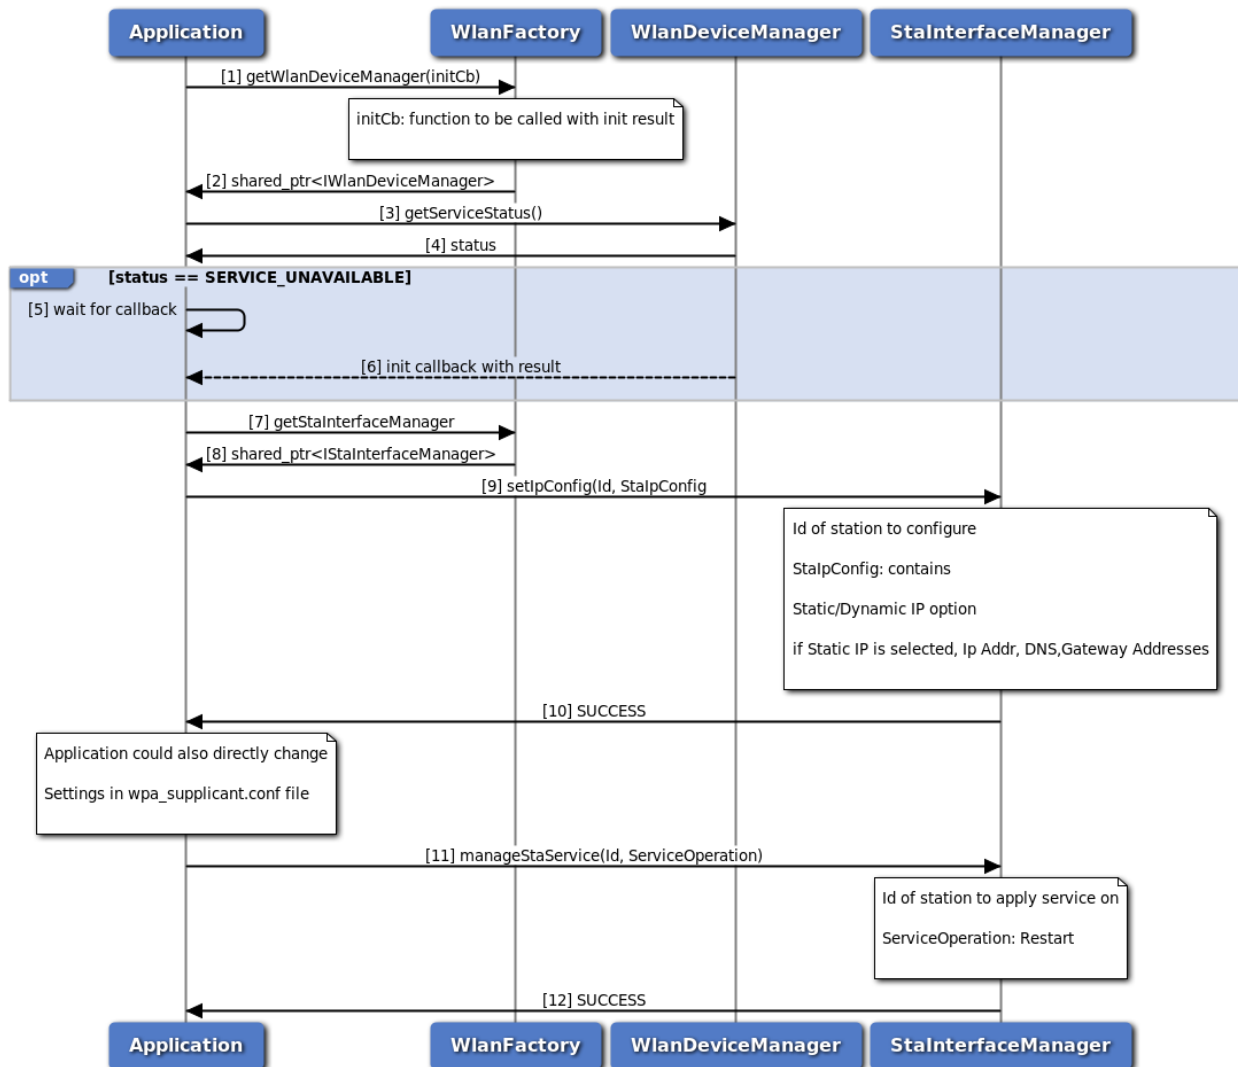 Application
WlanFactory
WlanDeviceManager
StaInterfaceManager
[1] getWlanDeviceManager(initCb)
initCb: function to be called with init result
[2] shared_ptr<IWlanDeviceManager>
[3] getServiceStatus()
[4] status
opt
[status == SERVICE_UNAVAILABLE]
[5] wait for callback
[6] init callback with result
[7] getStaInterfaceManager
[8] shared_ptr<IStaInterfaceManager>
[9] setIpConfig(Id, StaIpConfig
Id of station to configure
StaIpConfig: contains
Static/Dynamic IP option
if Static IP is selected, Ip Addr, DNS,Gateway Addresses
[10] SUCCESS
Application could also directly change
Settings in wpa_supplicant.conf file
[11] manageStaService(Id, ServiceOperation)
Id of station to apply service on
ServiceOperation: Restart
[12] SUCCESS
Application
WlanFactory
WlanDeviceManager
StaInterfaceManager